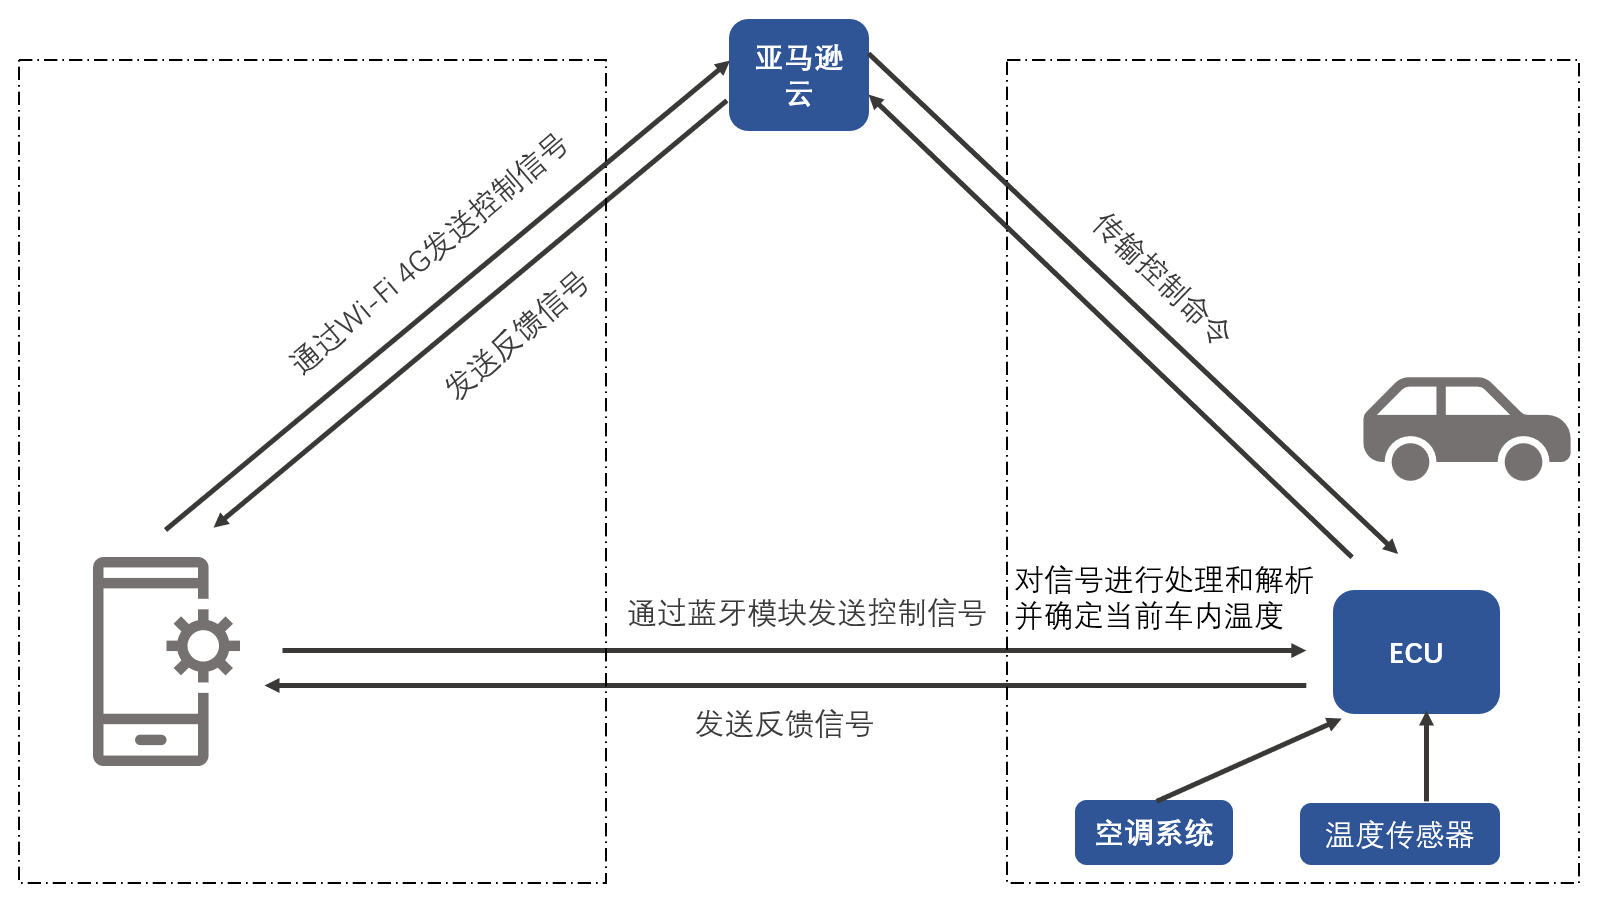 亚马逊
云
通过Wi-Fi 4G发送控制信号
发送反馈信号
传输控制命令
通过蓝牙模块发送控制信号
对信号进行处理和解析
并确定当前车内温度
ECU
发送反馈信号
空调系统
温度传感器